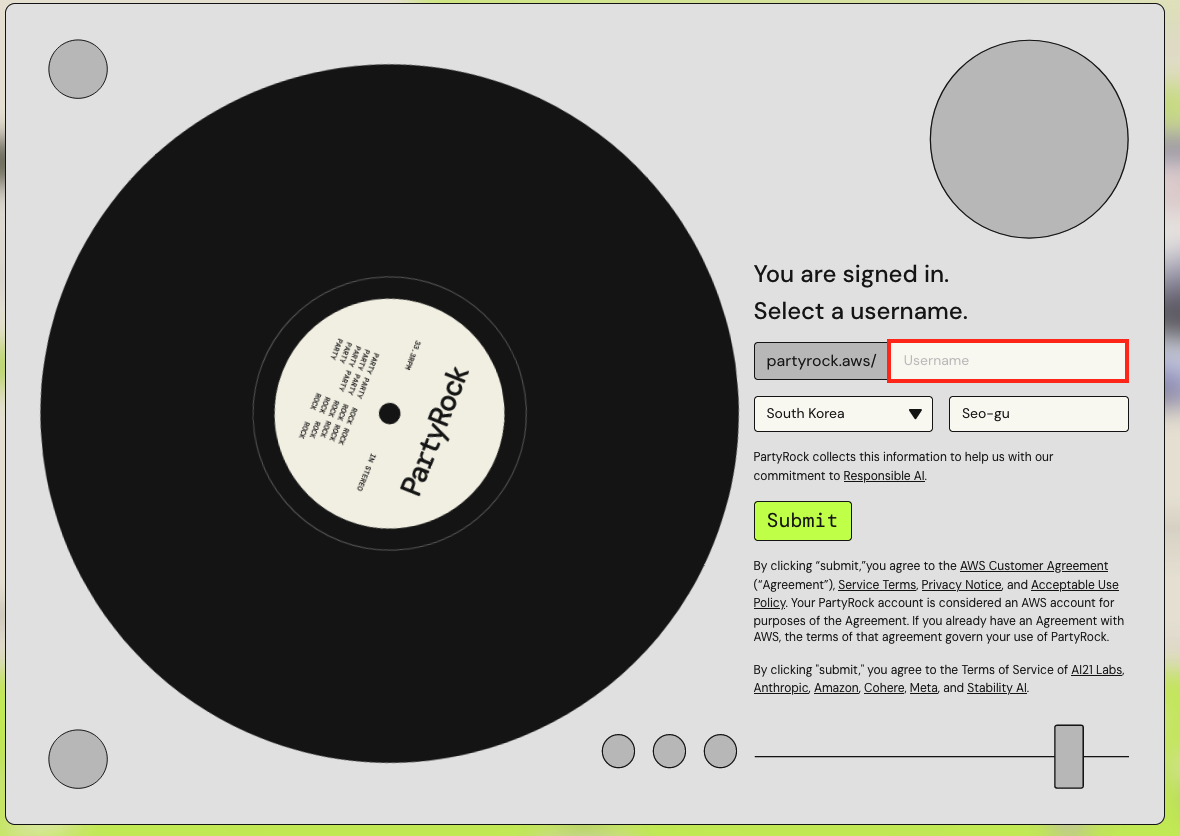 33.3RPM
PartyRock
PARTY PARTY PARTY PARTY
PARTY PARTY PARTY
ROCK ROCK ROCK ROCK
ROCK ROCK ROCK ROCK
IN STEREO
You are signed in.
Select a username.
partyrock.aws/ Username
South Korea Seo-gu
PartyRock collects this information to help us with our
commitment to Responsible AI.
Submit
By clicking “submit,”you agree to the AWS Customer Agreement
(“Agreement”), Service Terms, Privacy Notice, and Acceptable Use
Policy. Your PartyRock account is considered an AWS account for
purposes of the Agreement. If you already have an Agreement with
AWS, the terms of that agreement govern your use of PartyRock.
By clicking "submit," you agree to the Terms of Service of AI21 Labs,
Anthropic, Amazon, Cohere, Meta, and Stability AI.